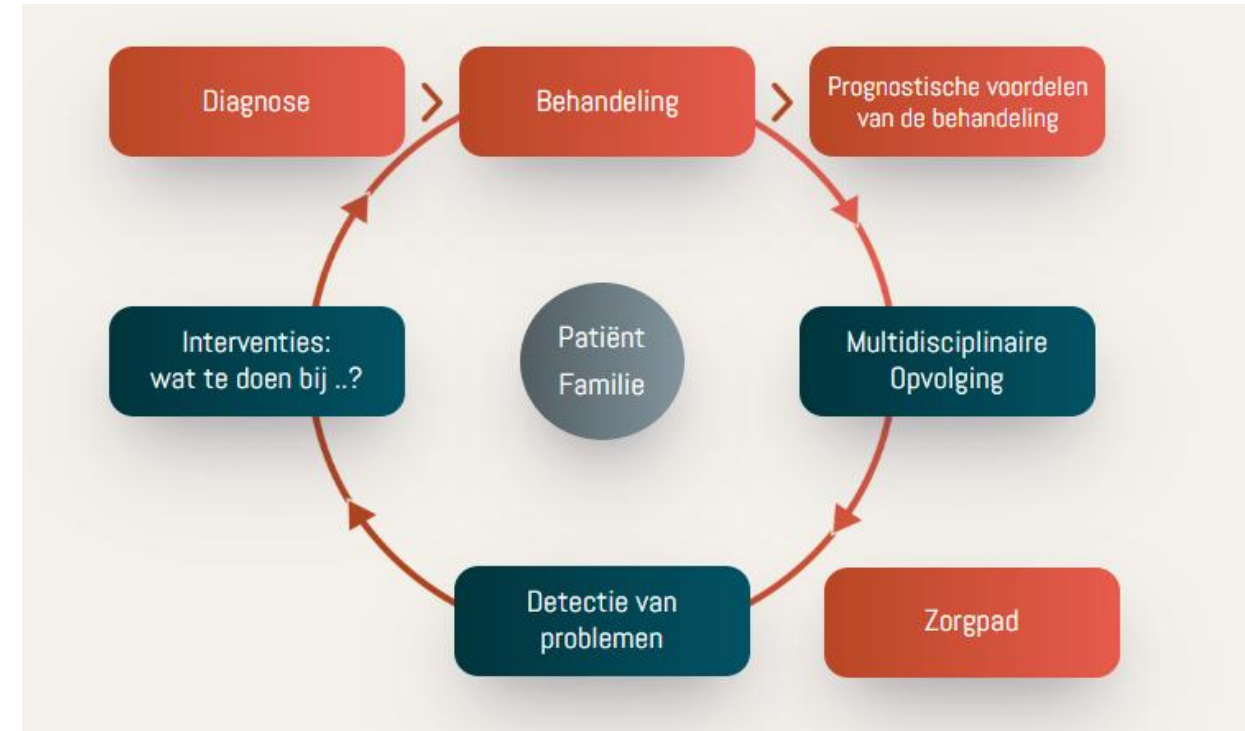 Diagnose
Behandeling
Prognostische voordelen
van de behandeling
Interventies:
wat te doen bij ..?
Patiënt
Familie
Multidisciplinaire
Opvolging
Detectie van
problemen
Zorgpad